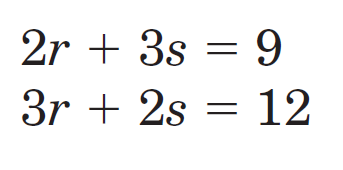 2r + 3s = 9
3r + 2s = 12